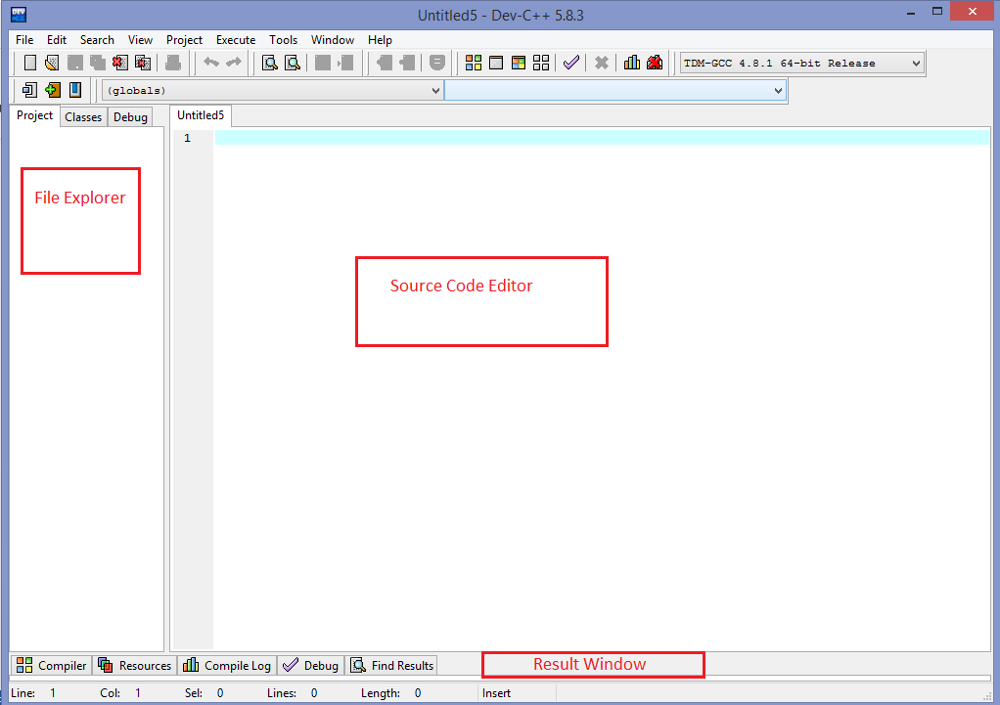 Untitled5 - Dev-C++ 5.8.3
File Edit Search View Project Execute Tools Window Help
TDM-GCC 4.8.1 64-bit Release
(globals)
Project Classes Debug Untitled5
1
File Explorer
Source Code Editor
Compiler Resources Compile Log Debug Find Results Result Window
Line: 1 Col: 1 Sel: 0 Lines: 0 Length: 0 Insert